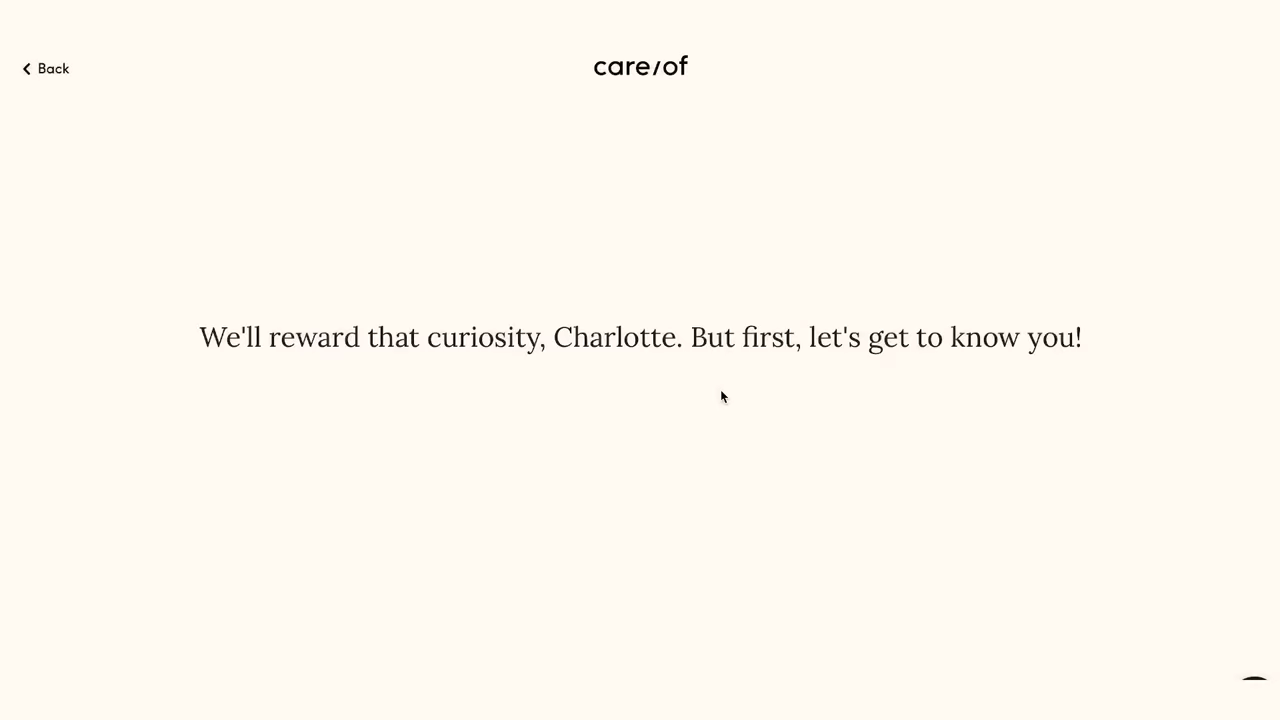 Back
care/of
We'll reward that curiosity, Charlotte. But first, let's get to know you!